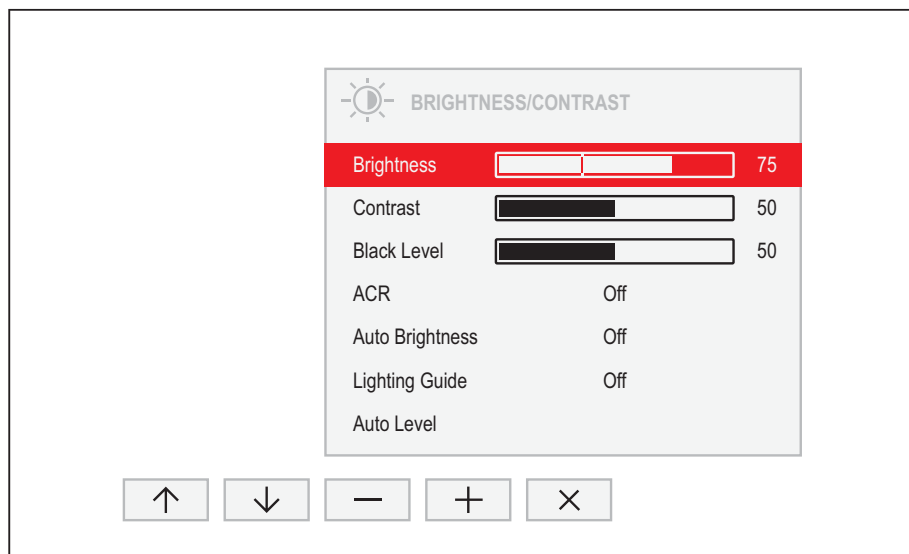 BRIGHTNESS/CONTRAST
Brightness 75
Contrast 50
Black Level 50
ACR Off
Auto Brightness Off
Lighting Guide Off
Auto Level